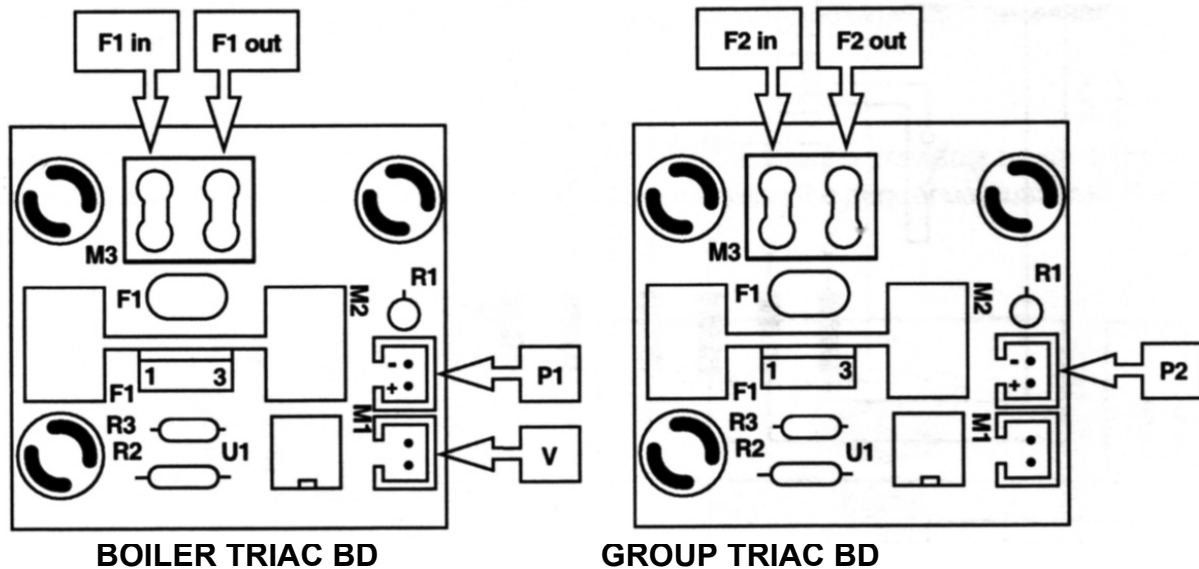 F1 in F1 out
M3
F1
M2
R1
- +
1 3
F1
P1
R3
R2
U1
M1
V
BOILER TRIAC BD
F2 in F2 out
M3
F1
M2
R1
- +
1 3
F1
P2
R3
R2
U1
M1
GROUP TRIAC BD